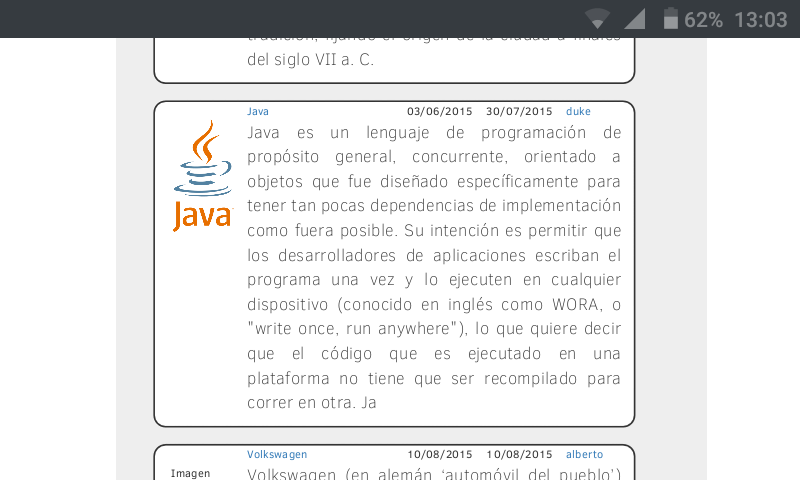 62% 13:03
tradición, fijando el origen de la ciudad a finales
del siglo VII a. C.
Java 03/06/2015 30/07/2015 duke
Java
Java es un lenguaje de programación de
propósito general, concurrente, orientado a
objetos que fue diseñado específicamente para
tener tan pocas dependencias de implementación
como fuera posible. Su intención es permitir que
los desarrolladores de aplicaciones escriban el
programa una vez y lo ejecuten en cualquier
dispositivo (conocido en inglés como WORA, o
"write once, run anywhere"), lo que quiere decir
que el código que es ejecutado en una
plataforma no tiene que ser recompilado para
correr en otra. Ja
Volkswagen 10/08/2015 10/08/2015 alberto
Imagen
Volkswagen (en alemán ‘automóvil del pueblo’)